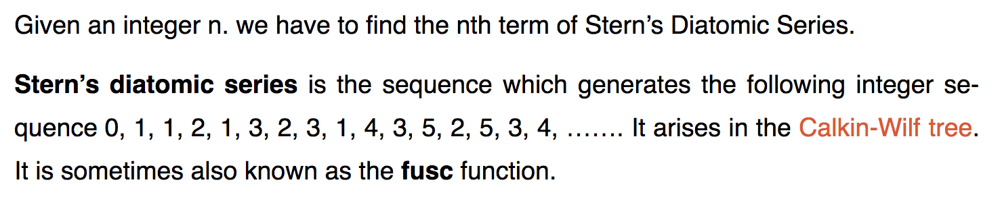 Given an integer n. we have to find the nth term of Stern’s Diatomic Series.
Stern’s diatomic series is the sequence which generates the following integer se-
quence 0, 1, 1, 2, 1, 3, 2, 3, 1, 4, 3, 5, 2, 5, 3, 4, ……. It arises in the Calkin-Wilf tree.
It is sometimes also known as the fusc function.